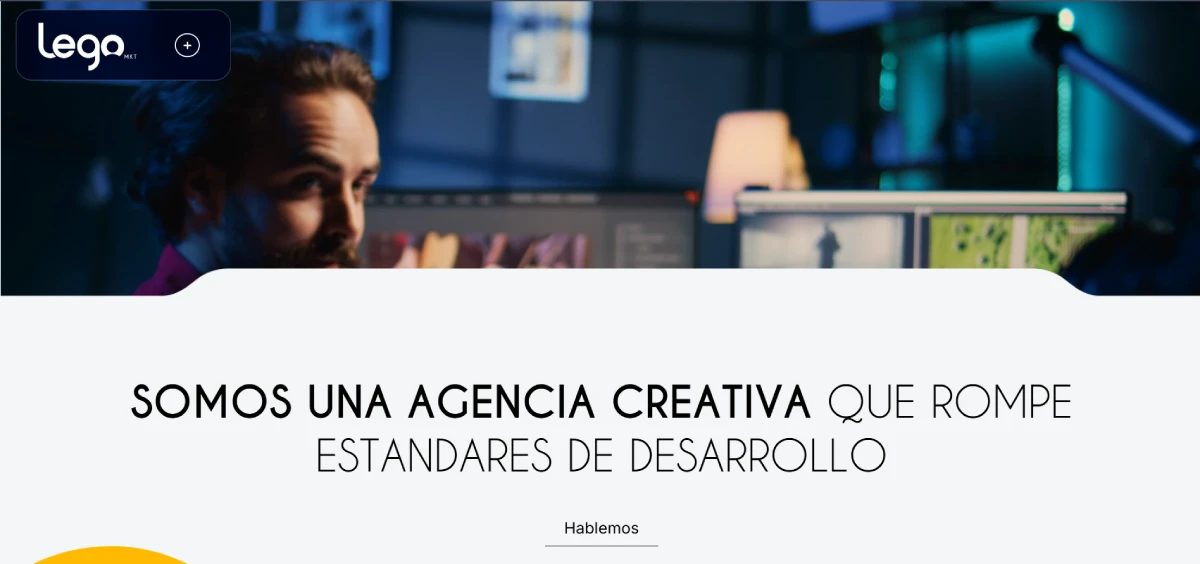 Lego
MKT
SOMOS UNA AGENCIA CREATIVA QUE ROMPE
ESTANDARES DE DESARROLLO
Hablemos